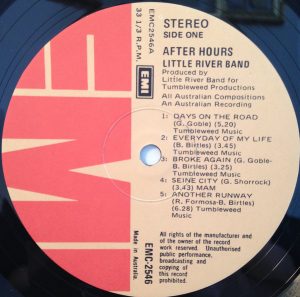 EMI
EMC2546A
33 1/3 R.P.M.
STEREO
SIDE ONE
AFTER HOURS
LITTLE RIVER BAND
EMI
Produced by
Little River Band for
Tumbleweed Productions
All Australian Compositions
An Australian Recording
1: DAYS ON THE ROAD
(G. Goble) (5.20)
Tumbleweed Music
2: EVERYDAY OF MY LIFE
(B. Birtles) (3.45)
Tumbleweed Music
3: BROKE AGAIN (G. Goble-
B. Birtles) (3.25)
Tumbleweed Music
4: SEINE CITY (G. Shorrock)
(3.43) MAM
5: ANOTHER RUNWAY
(R. Formosa-B. Birtles)
(6.28) Tumbleweed
Music
All rights of the manufacturer and
of the owner of the record
work reserved. Unauthorised
public performance,
broadcasting and
copying of
this record
prohibited.
EMC-2546
Made in Australia.